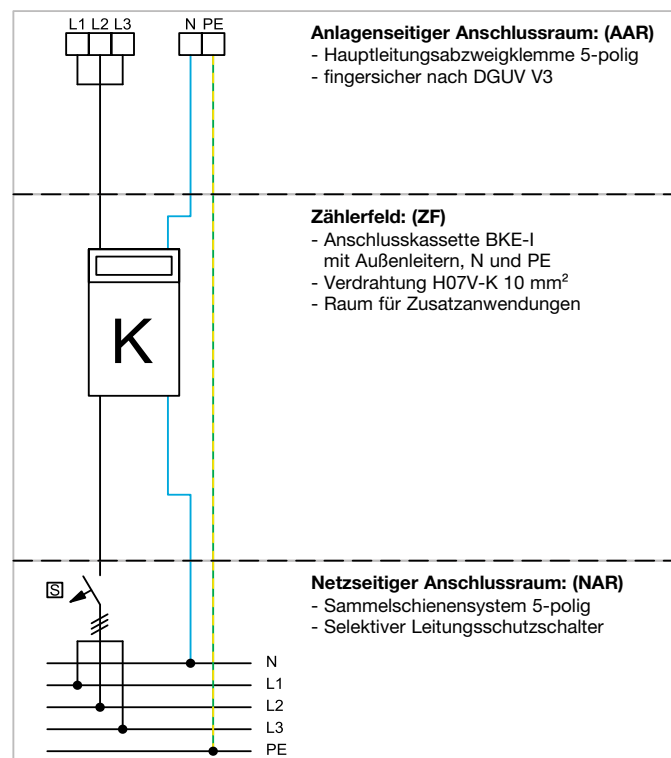 L1 L2 L3 N PE
Anlagenseitiger Anschlussraum: (AAR)
- Hauptleitungsabzweigklemme 5-polig
- fingersicher nach DGUV V3
Zählerfeld: (ZF)
- Anschlusskassette BKE-I
mit Außenleitern, N und PE
- Verdrahtung H07V-K 10 mm²
- Raum für Zusatzanwendungen
K
Netzseitiger Anschlussraum: (NAR)
- Sammelschienensystem 5-polig
- Selektiver Leitungsschutzschalter
S
N
L1
L2
L3
PE